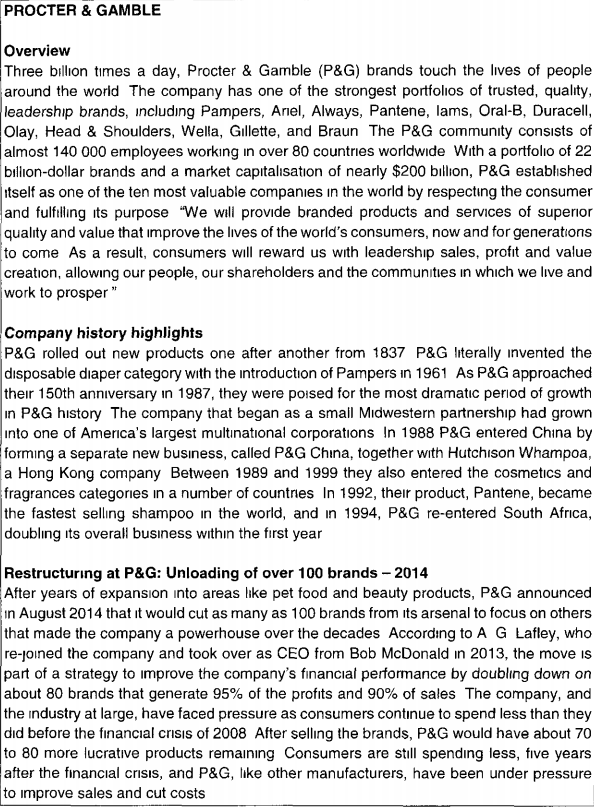 PROCTER & GAMBLE
Overview
Three billion times a day, Procter & Gamble (P&G) brands touch the lives of people
around the world The company has one of the strongest portfolios of trusted, quality,
leadership brands, including Pampers, Ariel, Always, Pantene, Iams, Oral-B, Duracell,
Olay, Head & Shoulders, Wella, Gillette, and Braun The P&G community consists of
almost 140 000 employees working in over 80 countries worldwide With a portfolio of 22
billion-dollar brands and a market capitalisation of nearly $200 billion, P&G established
itself as one of the ten most valuable companies in the world by respecting the consumer
and fulfilling its purpose "We will provide branded products and services of superior
quality and value that improve the lives of the world's consumers, now and for generations
to come As a result, consumers will reward us with leadership sales, profit and value
creation, allowing our people, our shareholders and the communities in which we live and
work to prosper "
Company history highlights
P&G rolled out new products one after another from 1837 P&G literally invented the
disposable diaper category with the introduction of Pampers in 1961 As P&G approached
their 150th anniversary in 1987, they were poised for the most dramatic period of growth
in P&G history The company that began as a small Midwestern partnership had grown
into one of America's largest multinational corporations In 1988 P&G entered China by
forming a separate new business, called P&G China, together with Hutchison Whampoa,
a Hong Kong company Between 1989 and 1999 they also entered the cosmetics and
fragrances categories in a number of countries In 1992, their product, Pantene, became
the fastest selling shampoo in the world, and in 1994, P&G re-entered South Africa,
doubling its overall business within the first year
Restructuring at P&G: Unloading of over 100 brands – 2014
After years of expansion into areas like pet food and beauty products, P&G announced
in August 2014 that it would cut as many as 100 brands from its arsenal to focus on others
that made the company a powerhouse over the decades According to A G Lafley, who
re-joined the company and took over as CEO from Bob McDonald in 2013, the move is
part of a strategy to improve the company's financial performance by doubling down on
about 80 brands that generate 95% of the profits and 90% of sales The company, and
the industry at large, have faced pressure as consumers continue to spend less than they
did before the financial crisis of 2008 After selling the brands, P&G would have about 70
to 80 more lucrative products remaining Consumers are still spending less, five years
after the financial crisis, and P&G, like other manufacturers, have been under pressure
to improve sales and cut costs